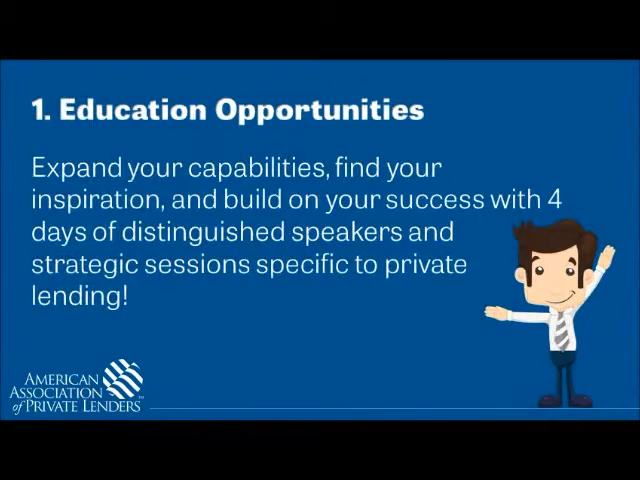 1. Education Opportunities
Expand your capabilities, find your
inspiration, and build on your success with 4
days of distinguished speakers and
strategic sessions specific to private
lending!
AMERICAN
ASSOCIATION
of PRIVATE LENDERS™